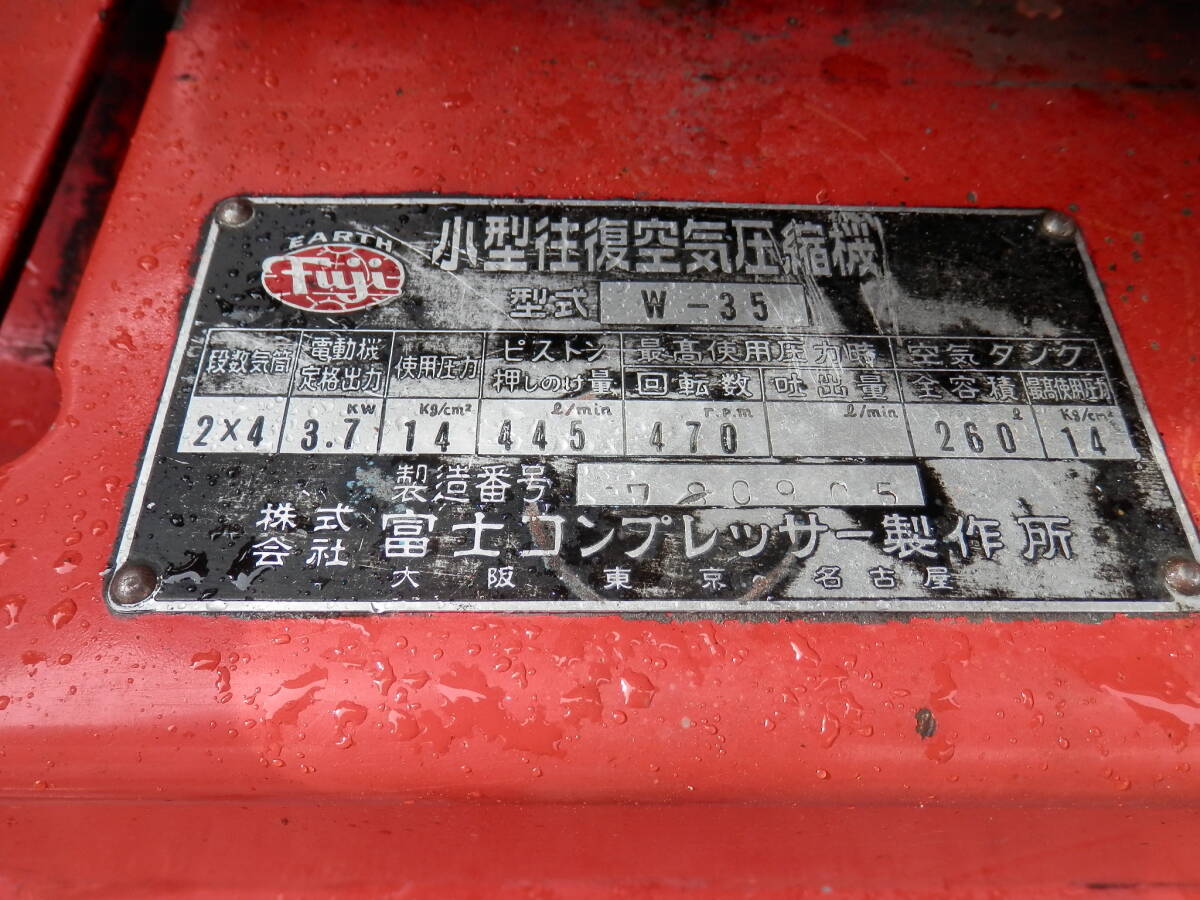 EARTH
Fuji
小型往復空気圧縮機
型式 W-35
段数気筒 電動機定格出力 使用圧力 ピストン押しのけ量 最高使用圧力時 空気タンク
回転数 吐出量 全容積 最高使用圧力
KW Kg/cm² ℓ/min r.p.m ℓ/min ℓ Kg/cm²
2×4 3.7 14 445 470 260 14
製造番号
株式会社 富士コンプレッサー製作所
大阪 東京 名古屋